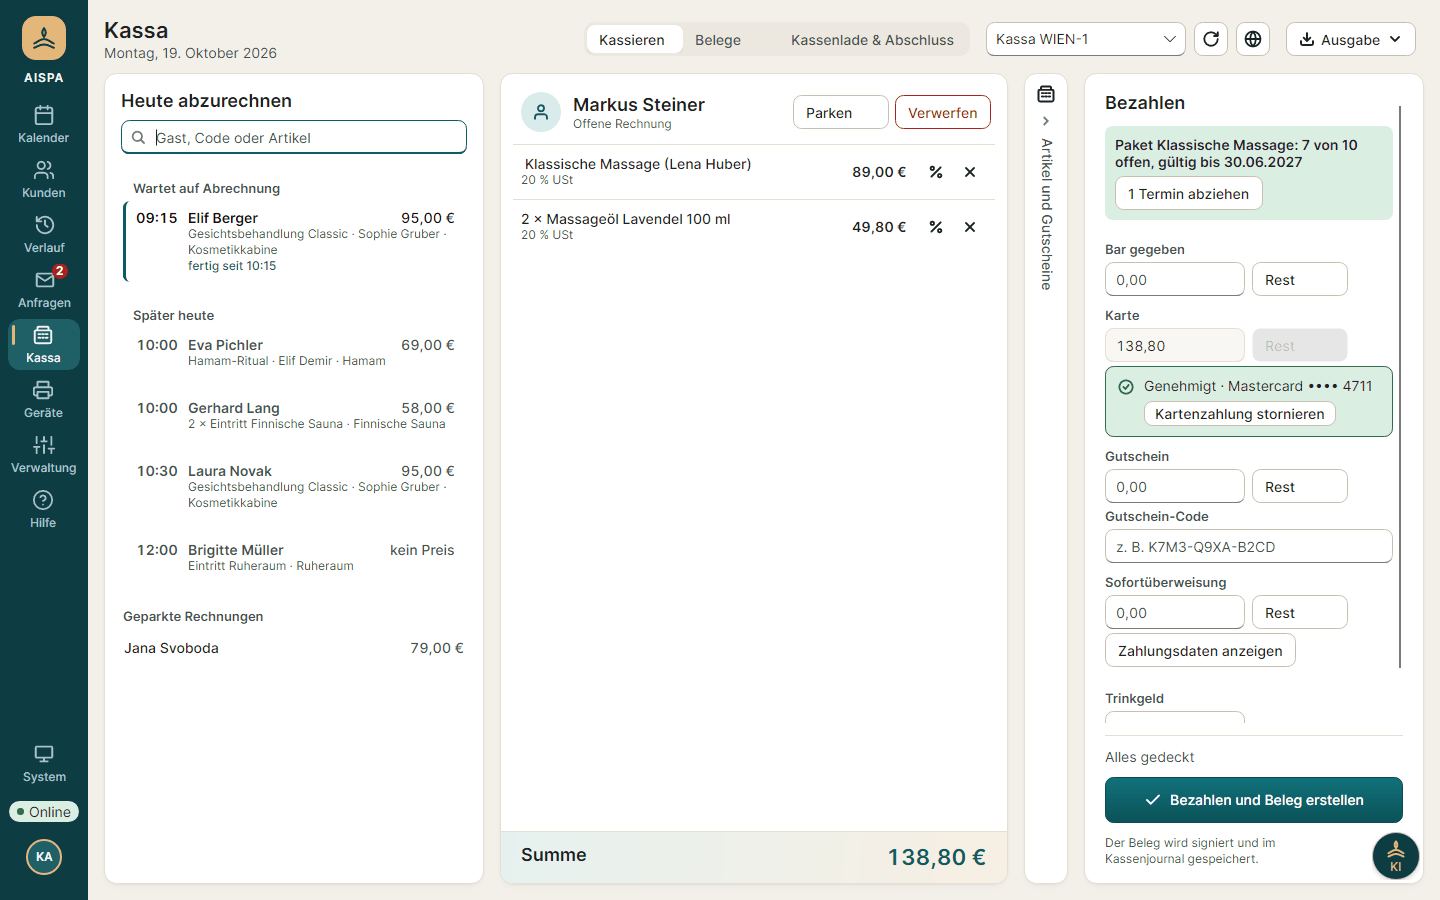 AISPA
Kalender
Kunden
Verlauf
2
Anfragen
Kassa
Geräte
Verwaltung
Hilfe
System
Online
KA
Kassa
Montag, 19. Oktober 2026
Kassieren
Belege
Kassenlade & Abschluss
Kassa WIEN-1
Ausgabe
Heute abzurechnen
Gast, Code oder Artikel
Wartet auf Abrechnung
09:15 Elif Berger 95,00 €
Gesichtsbehandlung Classic · Sophie Gruber ·
Kosmetikkabine
fertig seit 10:15
Später heute
10:00 Eva Pichler 69,00 €
Hamam-Ritual · Elif Demir · Hamam
10:00 Gerhard Lang 58,00 €
2 × Eintritt Finnische Sauna · Finnische Sauna
10:30 Laura Novak 95,00 €
Gesichtsbehandlung Classic · Sophie Gruber ·
Kosmetikkabine
12:00 Brigitte Müller kein Preis
Eintritt Ruheraum · Ruheraum
Geparkte Rechnungen
Jana Svoboda 79,00 €
Markus Steiner
Offene Rechnung
Parken
Verwerfen
Klassische Massage (Lena Huber)
20 % USt
89,00 €
2 × Massageöl Lavendel 100 ml
20 % USt
49,80 €
Summe 138,80 €
Artikel und Gutscheine
Bezahlen
Paket Klassische Massage: 7 von 10
offen, gültig bis 30.06.2027
1 Termin abziehen
Bar gegeben
0,00 Rest
Karte
138,80 Rest
Genehmigt · Mastercard •••• 4711
Kartenzahlung stornieren
Gutschein
0,00 Rest
Gutschein-Code
z. B. K7M3-Q9XA-B2CD
Sofortüberweisung
0,00 Rest
Zahlungsdaten anzeigen
Trinkgeld
Alles gedeckt
Bezahlen und Beleg erstellen
Der Beleg wird signiert und im
Kassenjournal gespeichert.
KI